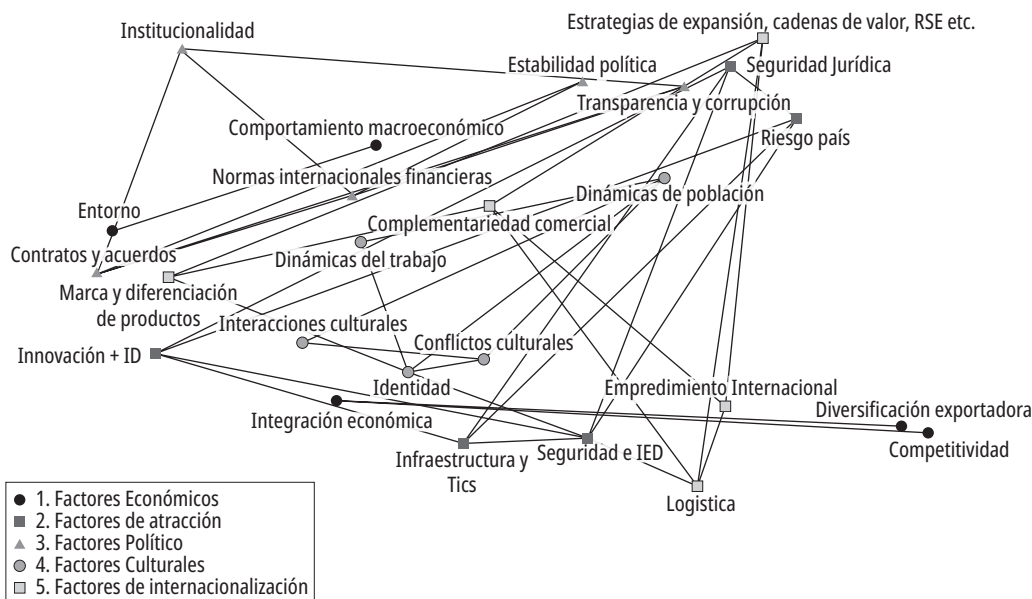 Estrategias de expansión, cadenas de valor, RSE etc.
Institucionalidad
Estabilidad política
Seguridad Jurídica
Transparencia y corrupción
Comportamiento macroeconómico
Riesgo país
Normas internacionales financieras
Dinámicas de población
Entorno
Complementariedad comercial
Contratos y acuerdos
Dinámicas del trabajo
Marca y diferenciación
de productos
Interacciones culturales
Conflictos culturales
Innovación + ID
Identidad
Empredimiento Internacional
Integración económica
Diversificación exportadora
Competitividad
Infraestructura y
Tics
Seguridad e IED
Logistica
1. Factores Económicos
2. Factores de atracción
3. Factores Político
4. Factores Culturales
5. Factores de internacionalización